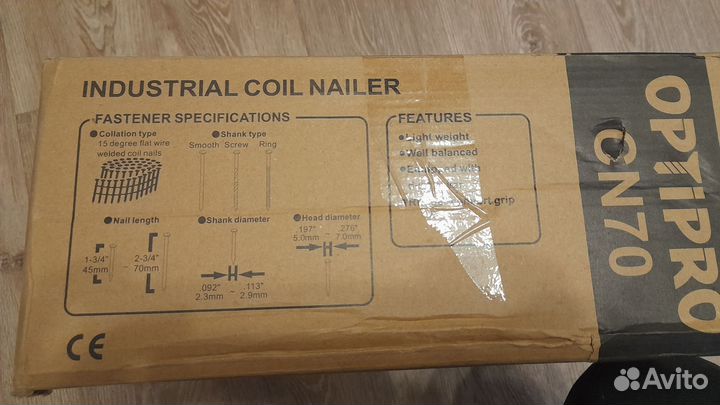 INDUSTRIAL COIL NAILER
FASTENER SPECIFICATIONS
Collation type
15 degree flat wire
welded coil nails
Shank type
Smooth Screw Ring
Nail length
1-3/4"
45mm
~
2-3/4"
70mm
Shank diameter
.092" ~ .113"
2.3mm 2.9mm
Head diameter
.197" ~ .276"
5.0mm 7.0mm
FEATURES
Light weight
Well balanced
Equipped with
grip
CE
OPTIPRO
CN70
Avito